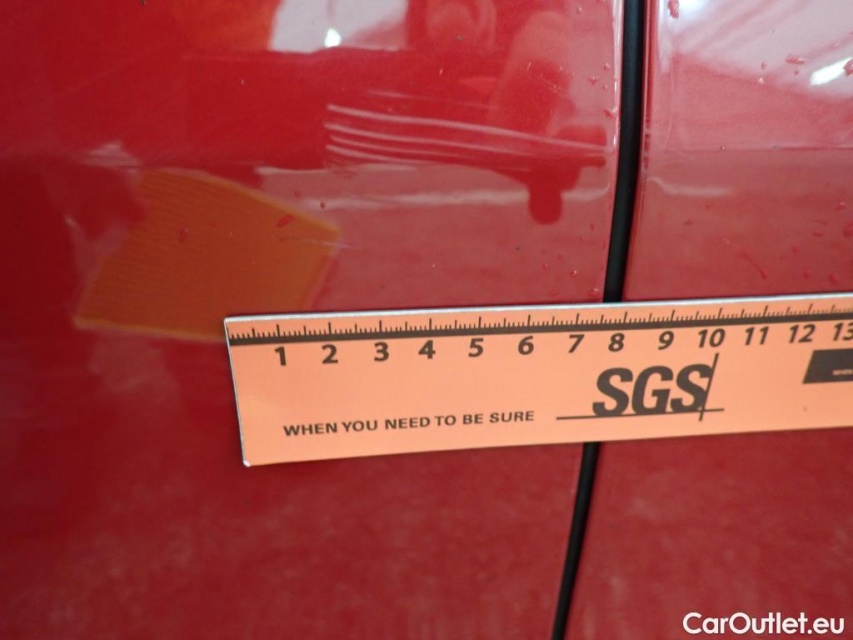 1 2 3 4 5 6 7 8 9 10 11 12 13
SGS
WHEN YOU NEED TO BE SURE
CarOutlet.eu